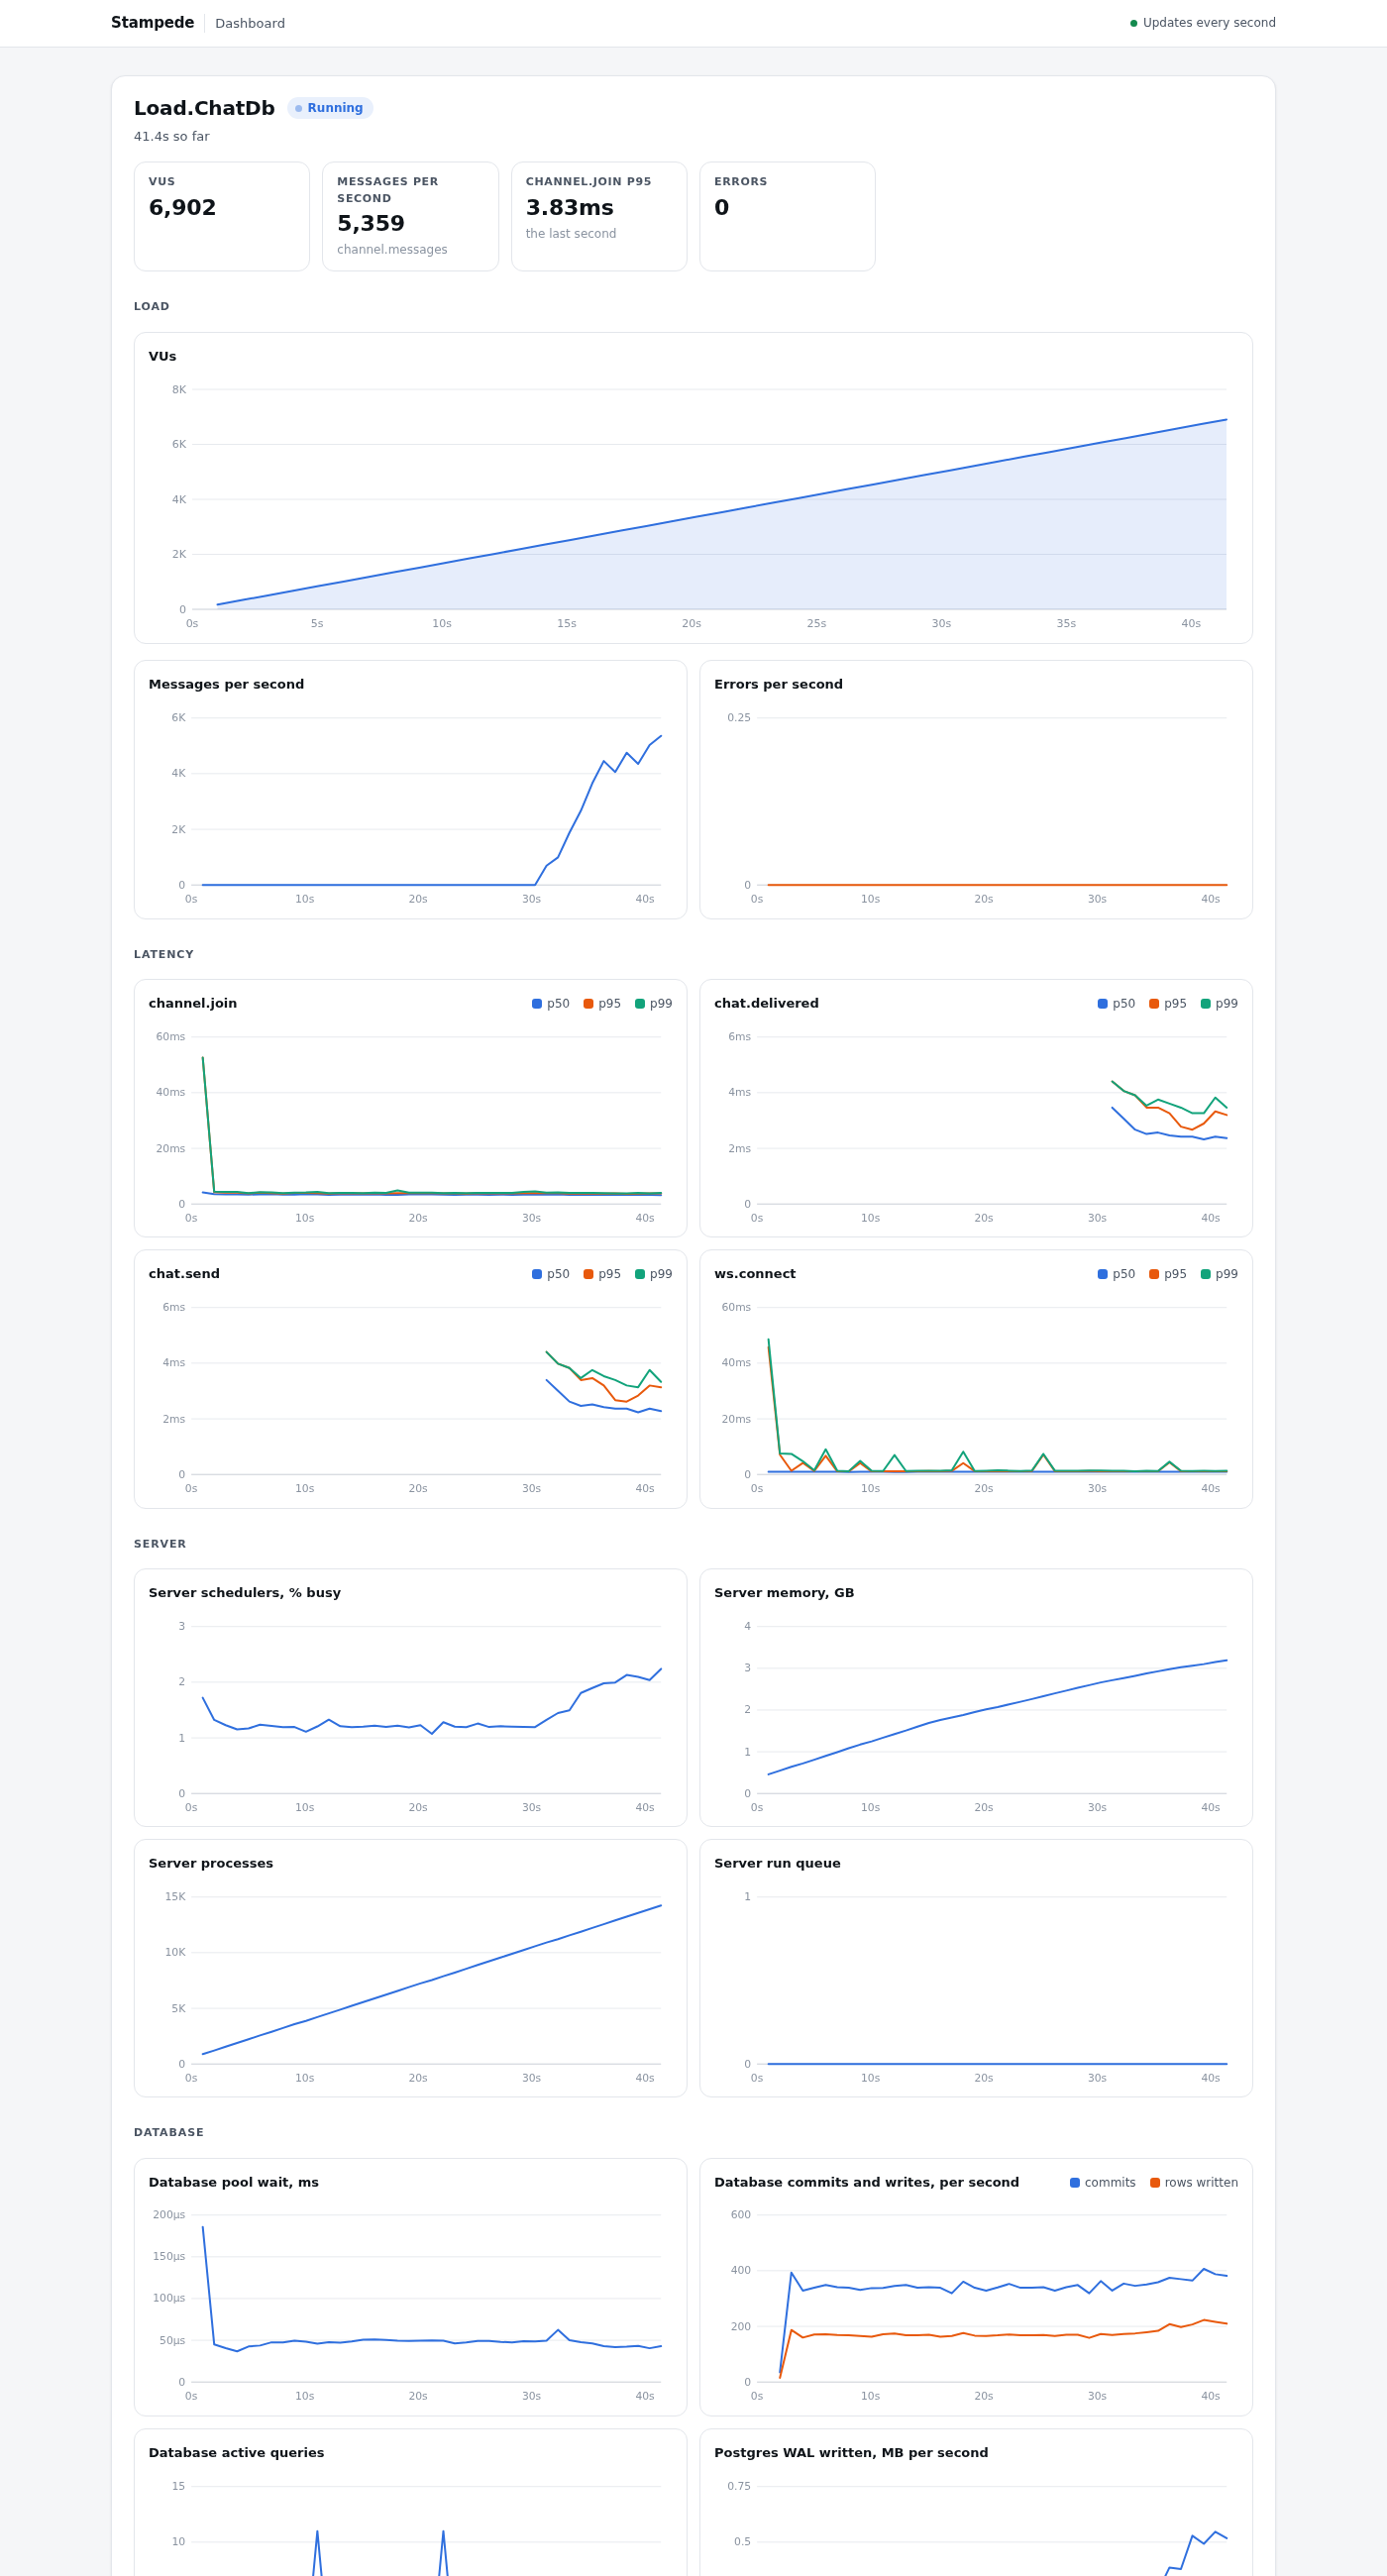 Stampede Dashboard Updates every second
Load.ChatDb Running
41.4s so far
VUS
6,902
MESSAGES PER
SECOND
5,359
channel.messages
CHANNEL.JOIN P95
3.83ms
the last second
ERRORS
0
LOAD
VUs
8K
6K
4K
2K
0
0s 5s 10s 15s 20s 25s 30s 35s 40s
Messages per second
6K
4K
2K
0
0s 10s 20s 30s 40s
Errors per second
0.25
0
0s 10s 20s 30s 40s
LATENCY
channel.join p50 p95 p99
60ms
40ms
20ms
0
0s 10s 20s 30s 40s
chat.delivered p50 p95 p99
6ms
4ms
2ms
0
0s 10s 20s 30s 40s
chat.send p50 p95 p99
6ms
4ms
2ms
0
0s 10s 20s 30s 40s
ws.connect p50 p95 p99
60ms
40ms
20ms
0
0s 10s 20s 30s 40s
SERVER
Server schedulers, % busy
3
2
1
0
0s 10s 20s 30s 40s
Server memory, GB
4
3
2
1
0
0s 10s 20s 30s 40s
Server processes
15K
10K
5K
0
0s 10s 20s 30s 40s
Server run queue
1
0
0s 10s 20s 30s 40s
DATABASE
Database pool wait, ms
200µs
150µs
100µs
50µs
0
0s 10s 20s 30s 40s
Database commits and writes, per second commits rows written
600
400
200
0
0s 10s 20s 30s 40s
Database active queries
15
10
Postgres WAL written, MB per second
0.75
0.5